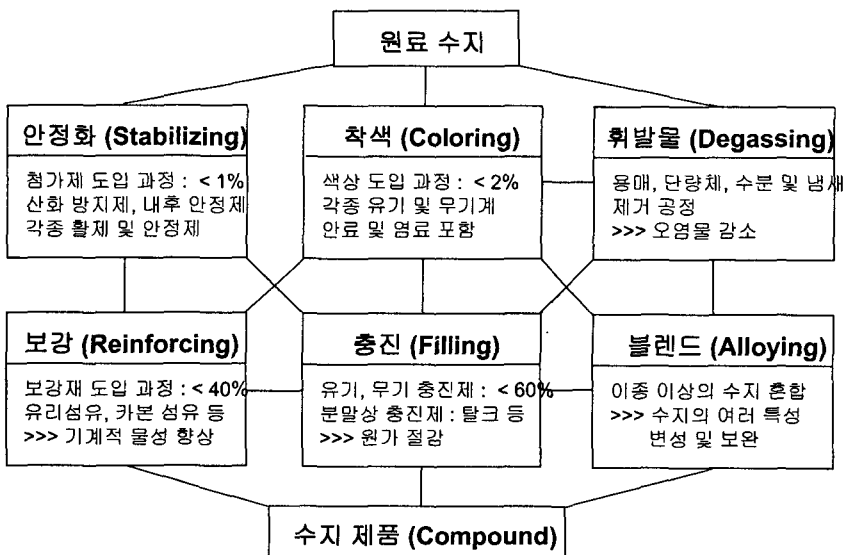 원료 수지
안정화 (Stabilizing)
첨가제 도입 과정 : < 1%
산화 방지제, 내후 안정제
각종 활제 및 안정제
착색 (Coloring)
색상 도입 과정 : < 2%
각종 유기 및 무기계
안료 및 염료 포함
휘발물 (Degassing)
용매, 단량체, 수분 및 냄새
제거 공정
>>> 오염물 감소
보강 (Reinforcing)
보강재 도입 과정 : < 40%
유리섬유, 카본 섬유 등
>>> 기계적 물성 향상
충진 (Filling)
유기, 무기 충진제 : < 60%
분말상 충진제 : 탈크 등
>>> 원가 절감
블렌드 (Alloying)
이종 이상의 수지 혼합
>>> 수지의 여러 특성
변성 및 보완
수지 제품 (Compound)